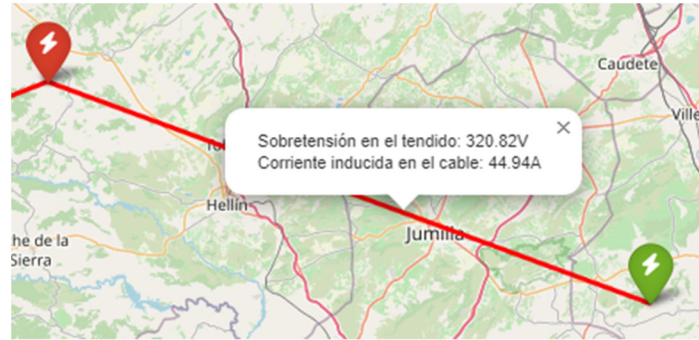 Caudete
Ville
Sobretensión en el tendido: 320.82V
Corriente inducida en el cable: 44.94A
×
Hellín
Jumilla
he de la
Sierra